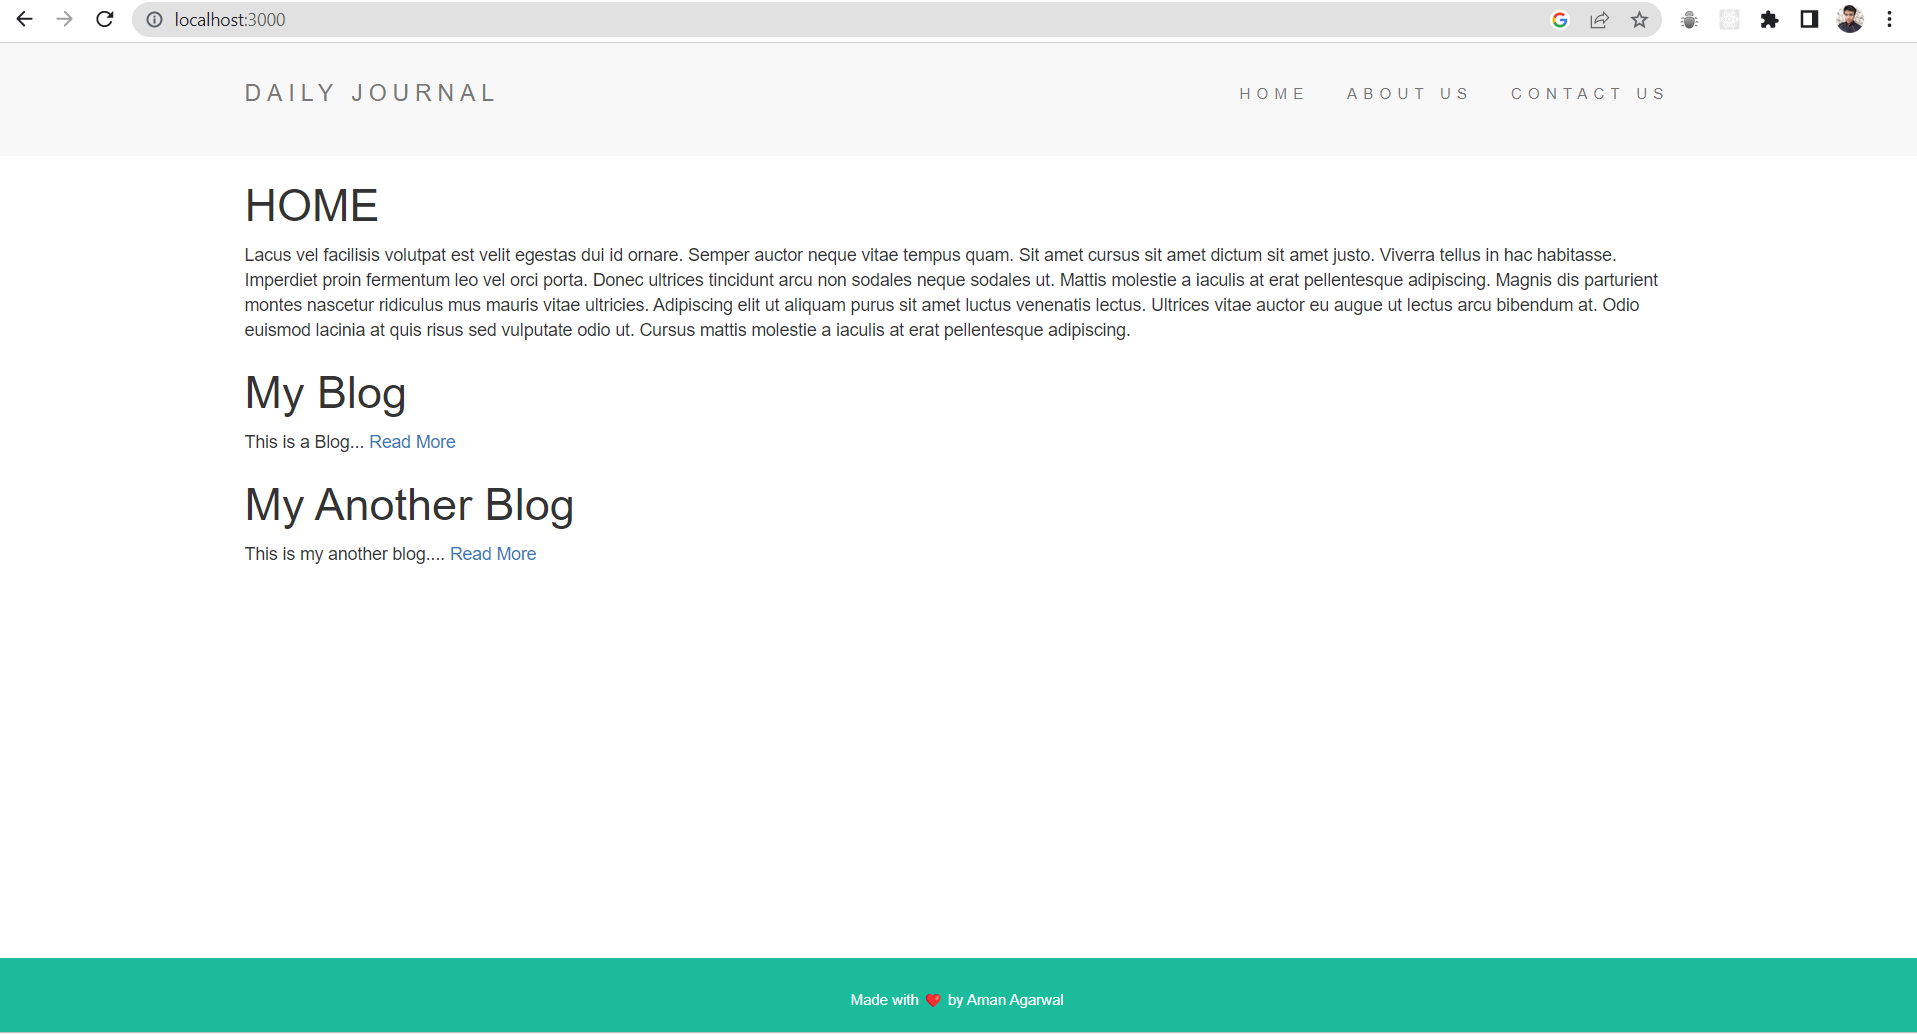 localhost:3000
DAILY JOURNAL
HOME ABOUT US CONTACT US
HOME
Lacus vel facilisis volutpat est velit egestas dui id ornare. Semper auctor neque vitae tempus quam. Sit amet cursus sit amet dictum sit amet justo. Viverra tellus in hac habitasse.
Imperdiet proin fermentum leo vel orci porta. Donec ultrices tincidunt arcu non sodales neque sodales ut. Mattis molestie a iaculis at erat pellentesque adipiscing. Magnis dis parturient
montes nascetur ridiculus mus mauris vitae ultricies. Adipiscing elit ut aliquam purus sit amet luctus venenatis lectus. Ultrices vitae auctor eu augue ut lectus arcu bibendum at. Odio
euismod lacinia at quis risus sed vulputate odio ut. Cursus mattis molestie a iaculis at erat pellentesque adipiscing.
My Blog
This is a Blog... Read More
My Another Blog
This is my another blog.... Read More
Made with ❤️ by Aman Agarwal